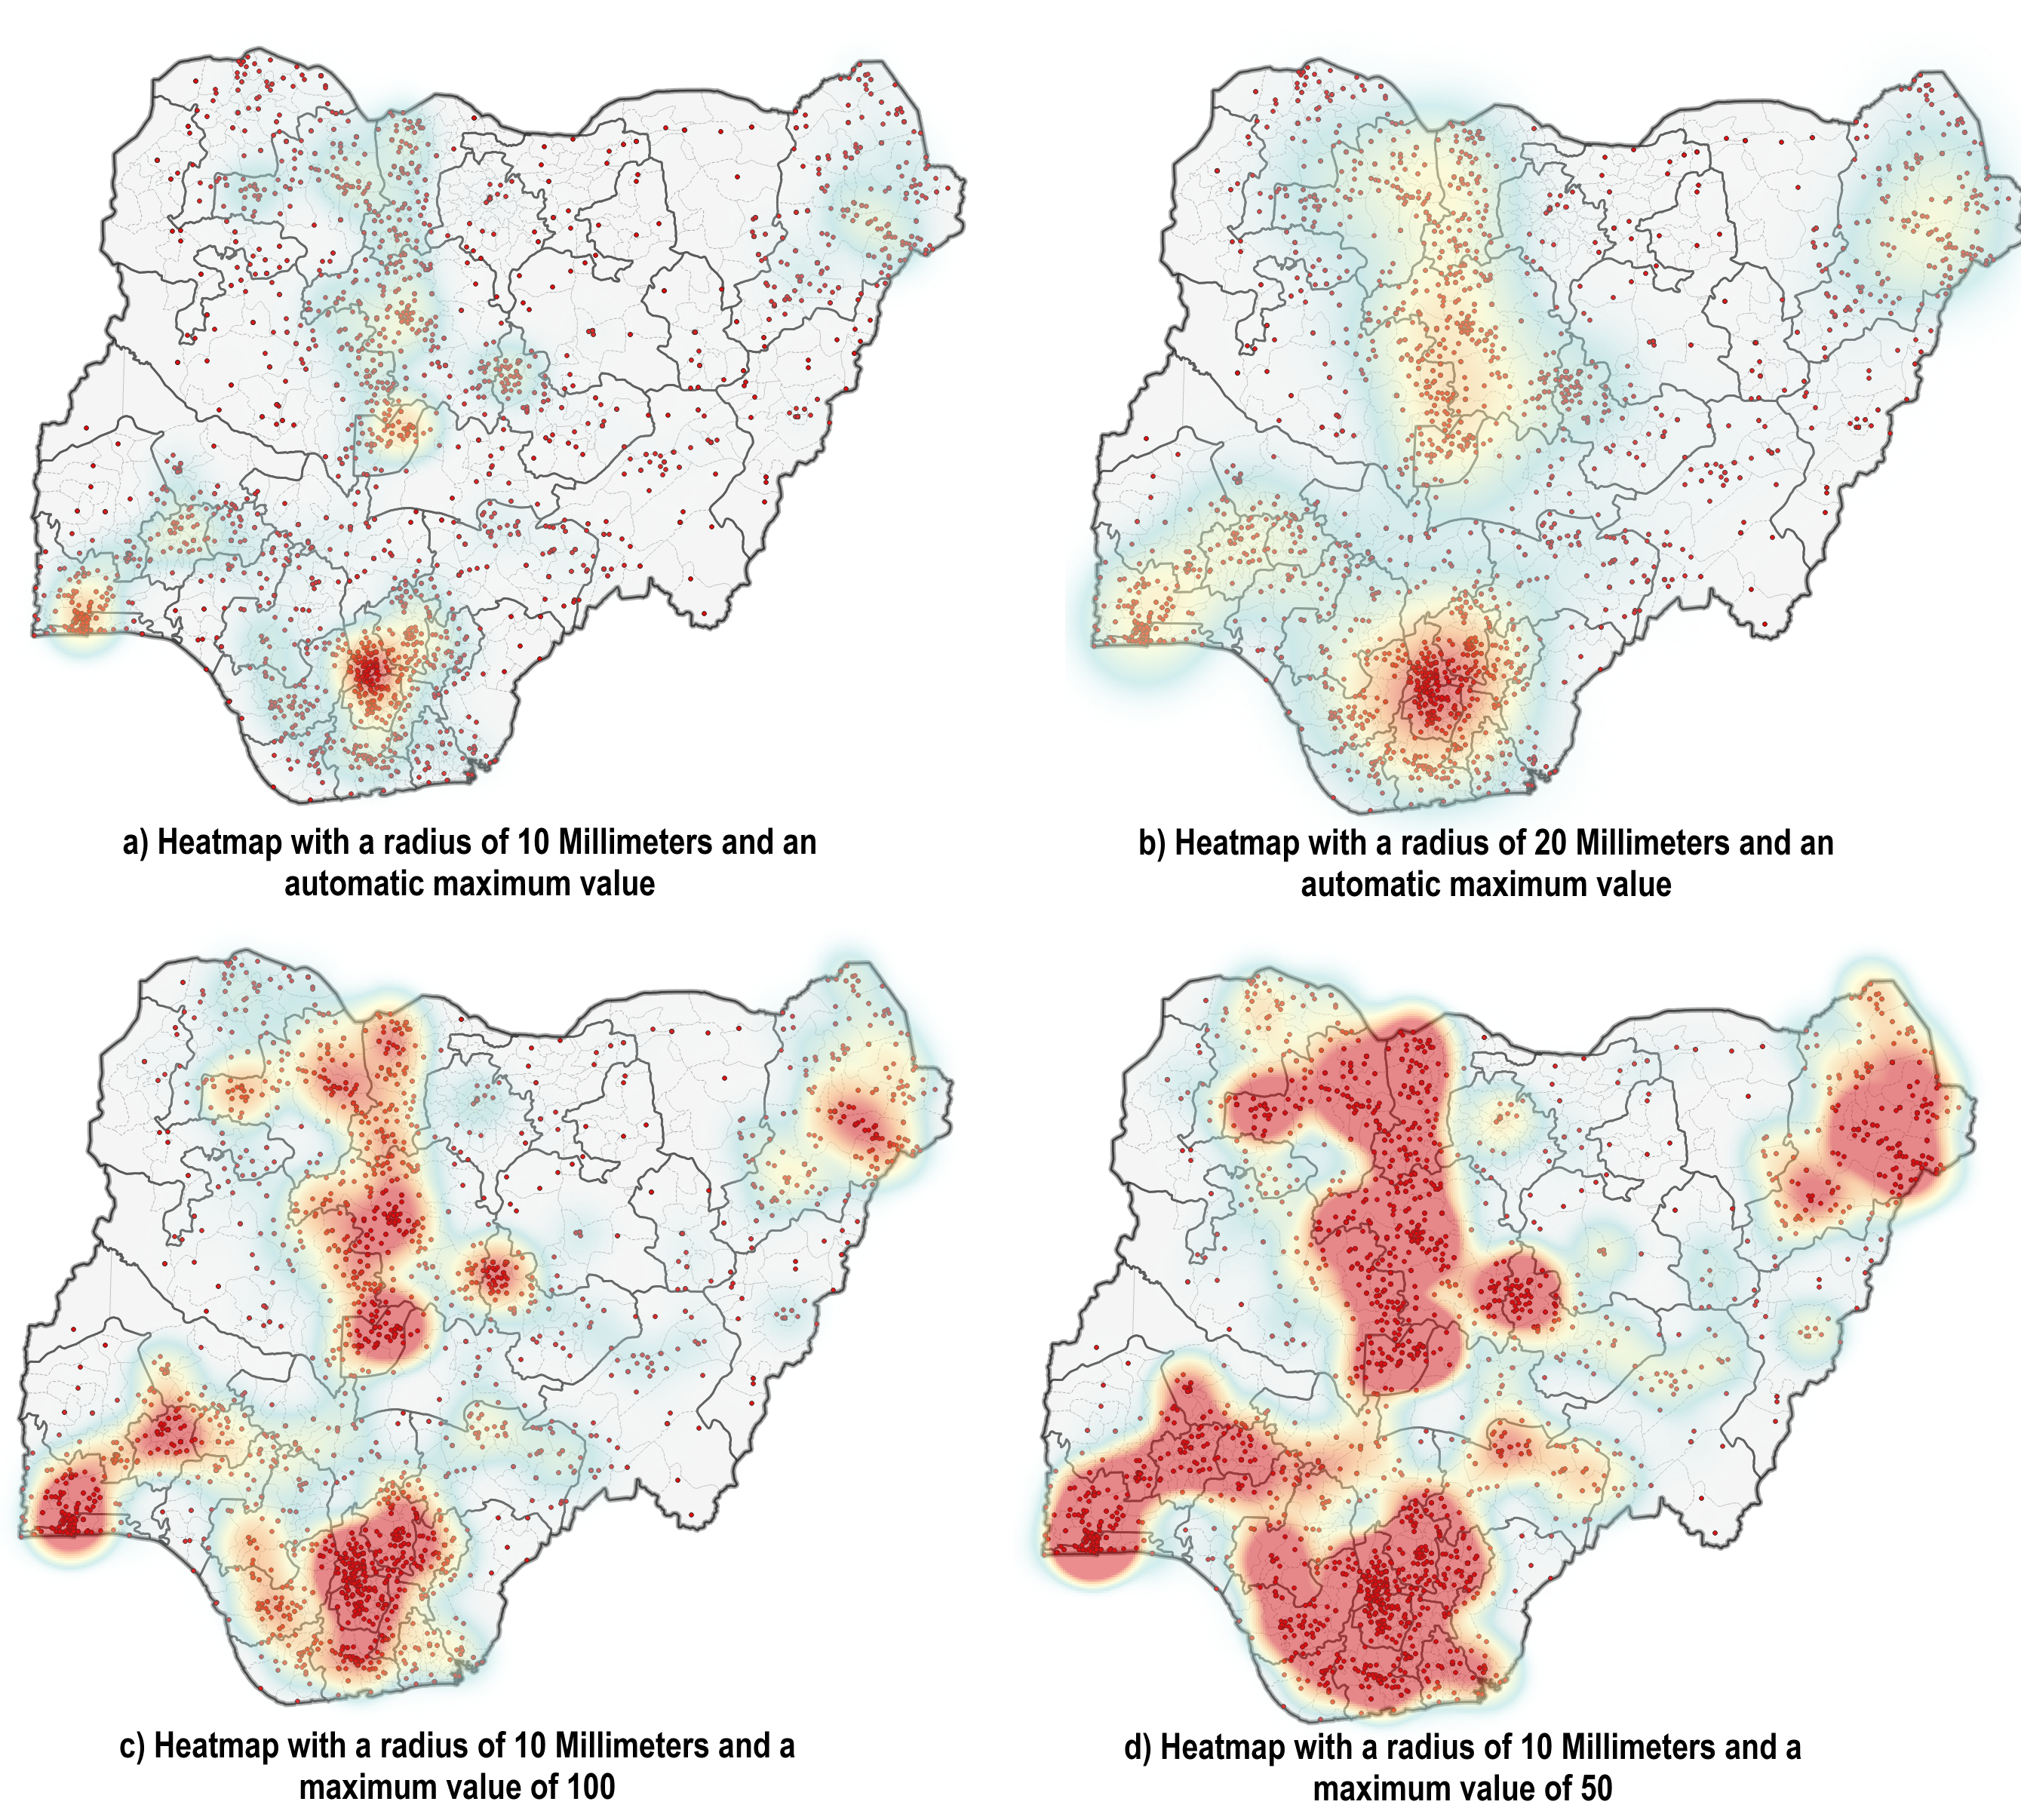 a) Heatmap with a radius of 10 Millimeters and an
automatic maximum value
b) Heatmap with a radius of 20 Millimeters and an
automatic maximum value
c) Heatmap with a radius of 10 Millimeters and a
maximum value of 100
d) Heatmap with a radius of 10 Millimeters and a
maximum value of 50